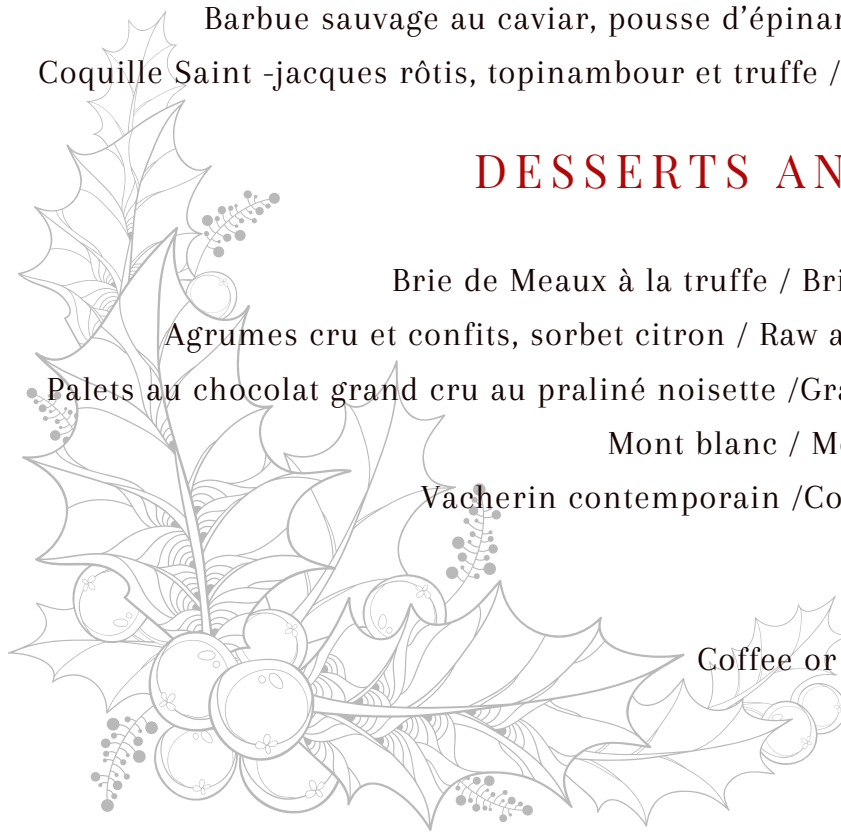 Barbue sauvage au caviar, pousse d’épinar
Coquille Saint -jacques rôtis, topinambour et truffe /
DESSERTS AN
Brie de Meaux à la truffe / Bri
Agrumes cru et confits, sorbet citron / Raw a
Palets au chocolat grand cru au praliné noisette /Gra
Mont blanc / Mo
Vacherin contemporain /Co
Coffee or